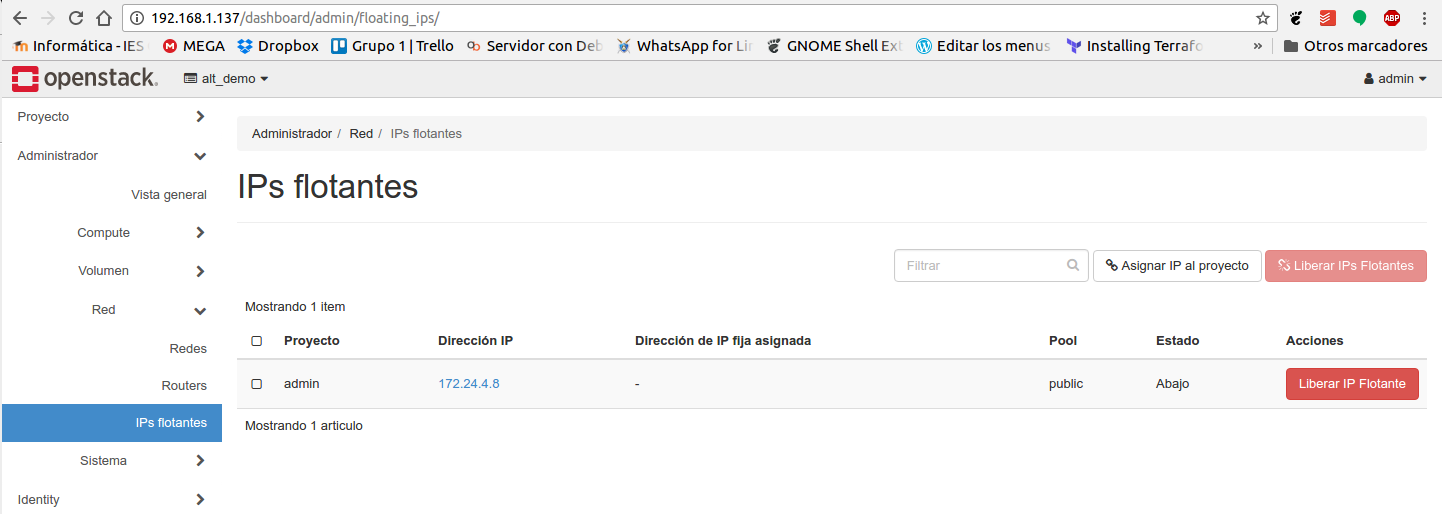 192.168.1.137/dashboard/admin/floating_ips/
ABP
Informática - IES MEGA Dropbox Grupo 1 | Trello Servidor con Deb WhatsApp for Lin GNOME Shell Ext Editar los menus Installing Terrafo » Otros marcadores
openstack. alt_demo admin
Proyecto
Administrador
Vista general
Compute
Volumen
Red
Redes
Routers
IPs flotantes
Sistema
Identity
Administrador / Red / IPs flotantes
IPs flotantes
Filtrar Asignar IP al proyecto Liberar IPs Flotantes
Mostrando 1 item
Proyecto Dirección IP Dirección de IP fija asignada Pool Estado Acciones
admin 172.24.4.8 - public Abajo Liberar IP Flotante
Mostrando 1 articulo